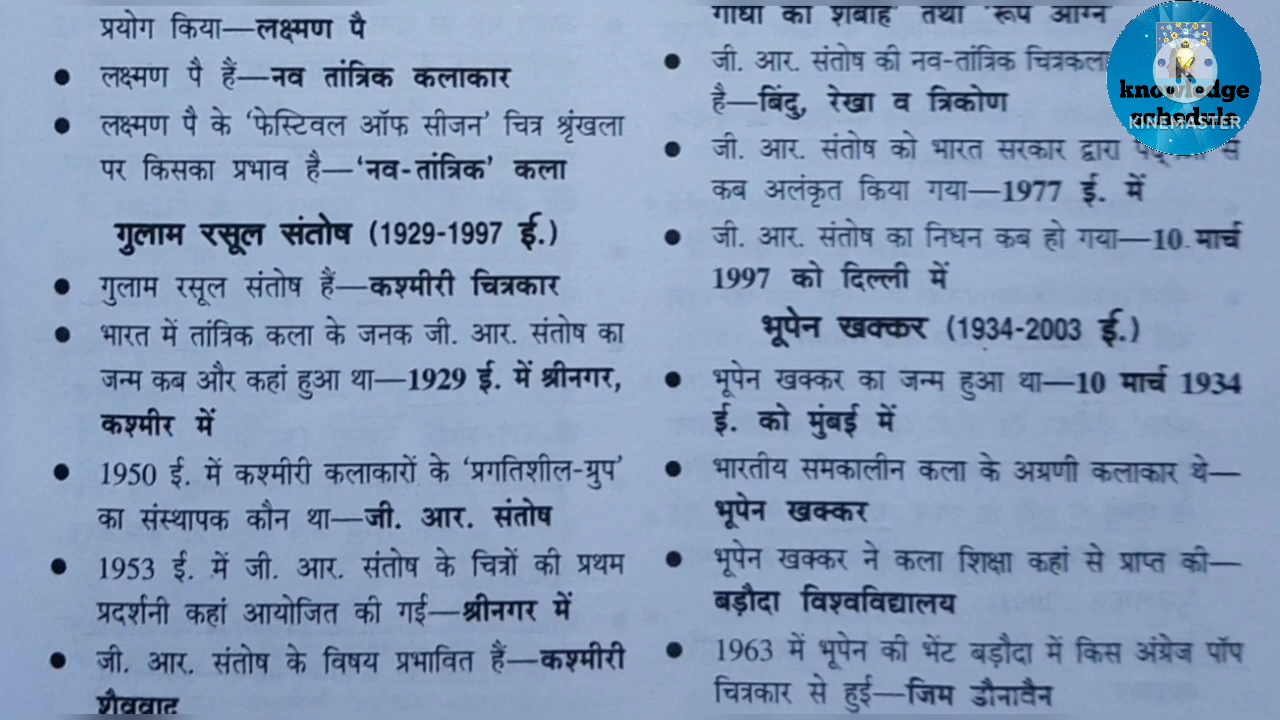 प्रयोग किया—लक्ष्मण पै
● लक्ष्मण पै हैं—नव तांत्रिक कलाकार
● लक्ष्मण पै के ‘फेस्टिवल ऑफ सीजन’ चित्र श्रृंखला
पर किसका प्रभाव है—‘नव-तांत्रिक’ कला
गुलाम रसूल संतोष (1929-1997 ई.)
● गुलाम रसूल संतोष हैं—कश्मीरी चित्रकार
● भारत में तांत्रिक कला के जनक जी. आर. संतोष का
जन्म कब और कहां हुआ था—1929 ई. में श्रीनगर,
कश्मीर में
● 1950 ई. में कश्मीरी कलाकारों के ‘प्रगतिशील-ग्रुप’
का संस्थापक कौन था—जी. आर. संतोष
● 1953 ई. में जी. आर. संतोष के चित्रों की प्रथम
प्रदर्शनी कहां आयोजित की गई—श्रीनगर में
● जी. आर. संतोष के विषय प्रभावित हैं—कश्मीरी
शैववाद
तथा ‘रूप
● जी. आर. संतोष की नव-तांत्रिक चित्रकला
है—बिंदु, रेखा व त्रिकोण
● जी. आर. संतोष को भारत सरकार द्वारा
कब अलंकृत किया गया—1977 ई. में
● जी. आर. संतोष का निधन कब हो गया—10 मार्च
1997 को दिल्ली में
भूपेन खक्कर (1934-2003 ई.)
● भूपेन खक्कर का जन्म हुआ था—10 मार्च 1934
ई. को मुंबई में
● भारतीय समकालीन कला के अग्रणी कलाकार थे—
भूपेन खक्कर
● भूपेन खक्कर ने कला शिक्षा कहां से प्राप्त की—
बड़ौदा विश्वविद्यालय
● 1963 में भूपेन की भेंट बड़ौदा में किस अंग्रेज पॉप
चित्रकार से हुई—जिम डौनावैन
knowledge
schedule
KINEMASTER